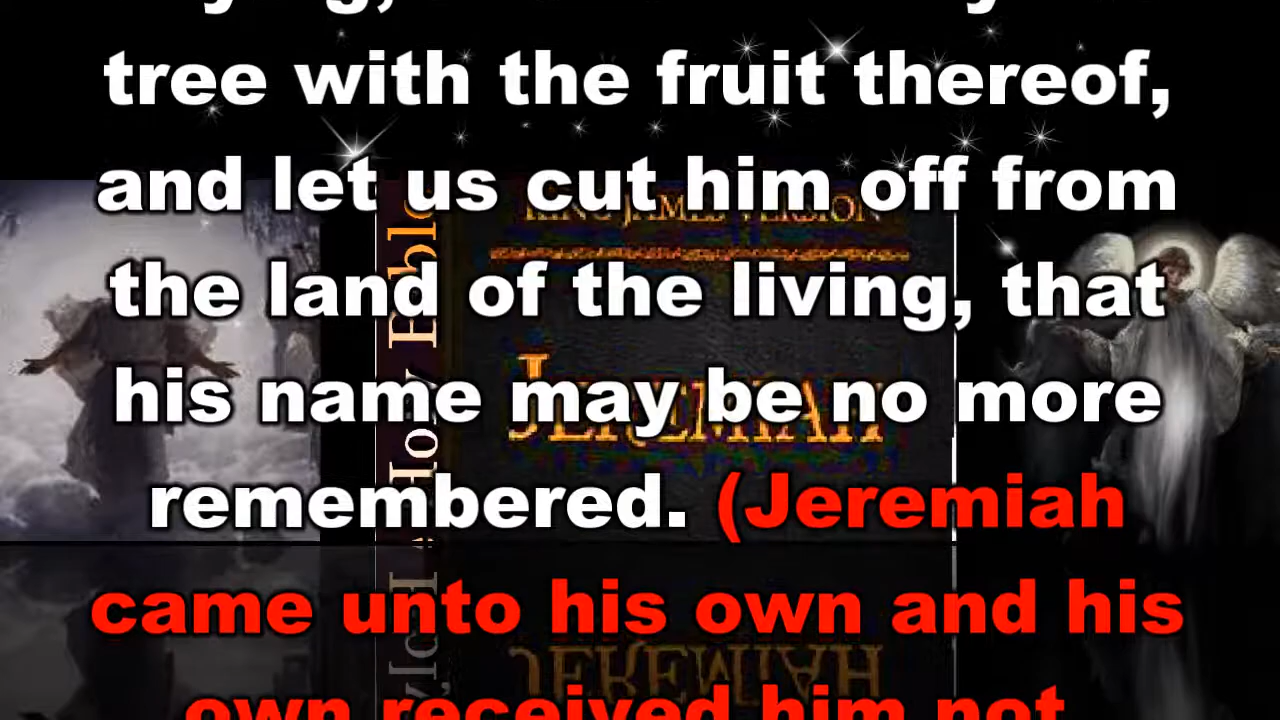 tree with the fruit thereof,
and let us cut him off from
the land of the living, that
his name may be no more
remembered. (Jeremiah
came unto his own and his
own received him not
KING JAMES VERSION
JEREMIAH
Holy Bible